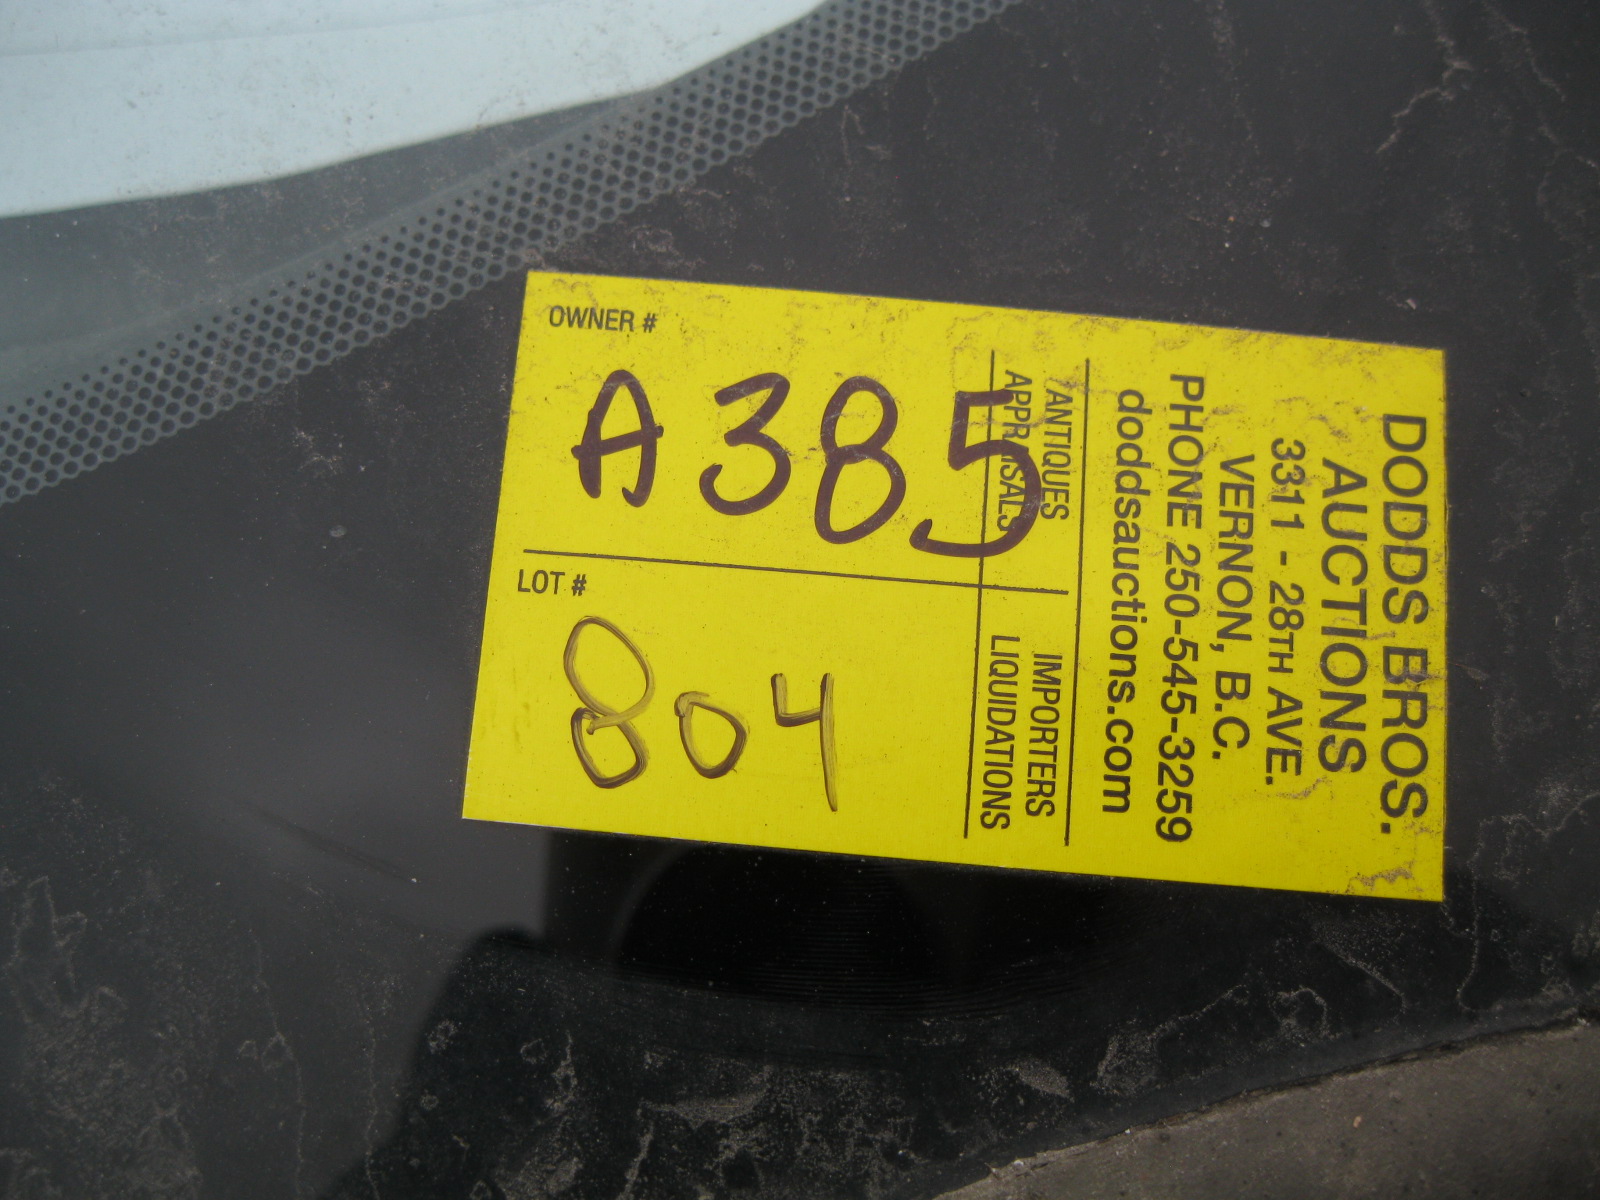 DODDS BROS.
AUCTIONS
3311 - 28TH AVE.
VERNON, B.C.
PHONE 250-545-3259
doddsauctions.com
ANTIQUES IMPORTERS
APPRAISALS LIQUIDATIONS
OWNER #
A385
LOT #
804